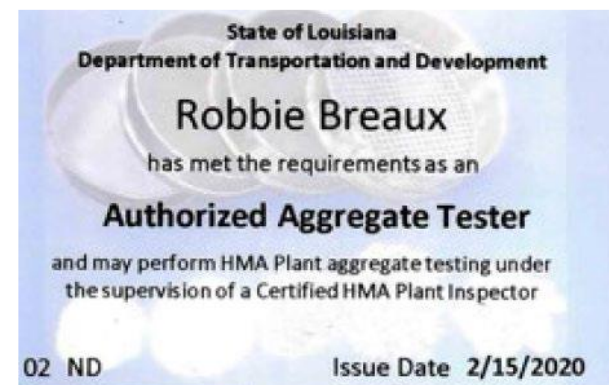 State of Louisiana
Department of Transportation and Development
Robbie Breaux
has met the requirements as an
Authorized Aggregate Tester
and may perform HMA Plant aggregate testing under
the supervision of a Certified HMA Plant Inspector
02 ND Issue Date 2/15/2020